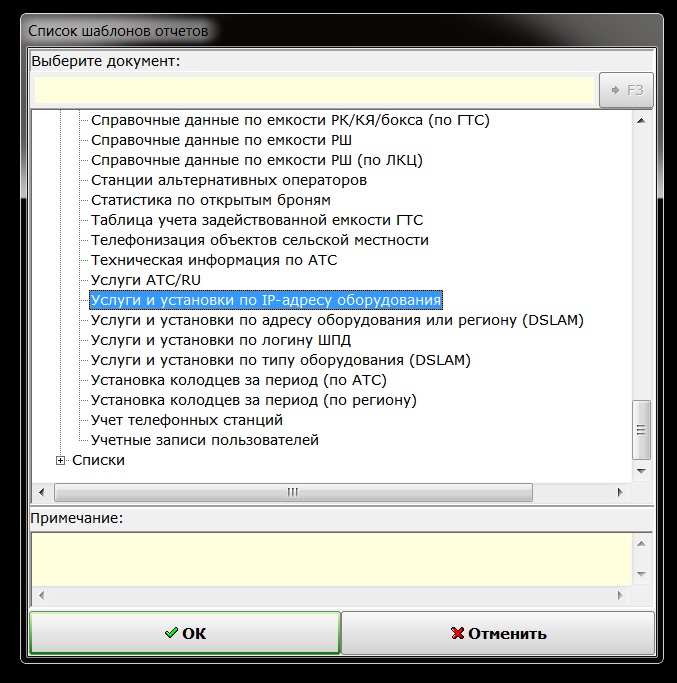 Список шаблонов отчетов
Выберите документ:
F3
Справочные данные по емкости РК/КЯ/бокса (по ГТС)
Справочные данные по емкости РШ
Справочные данные по емкости РШ (по ЛКЦ)
Станции альтернативных операторов
Статистика по открытым броням
Таблица учета задействованной емкости ГТС
Телефонизация объектов сельской местности
Техническая информация по АТС
Услуги АТС/RU
Услуги и установки по IP-адресу оборудования
Услуги и установки по адресу оборудования или региону (DSLAM)
Услуги и установки по логину ШПД
Услуги и установки по типу оборудования (DSLAM)
Установка колодцев за период (по АТС)
Установка колодцев за период (по региону)
Учет телефонных станций
Учетные записи пользователей
Списки
Примечание:
ОК
Отменить